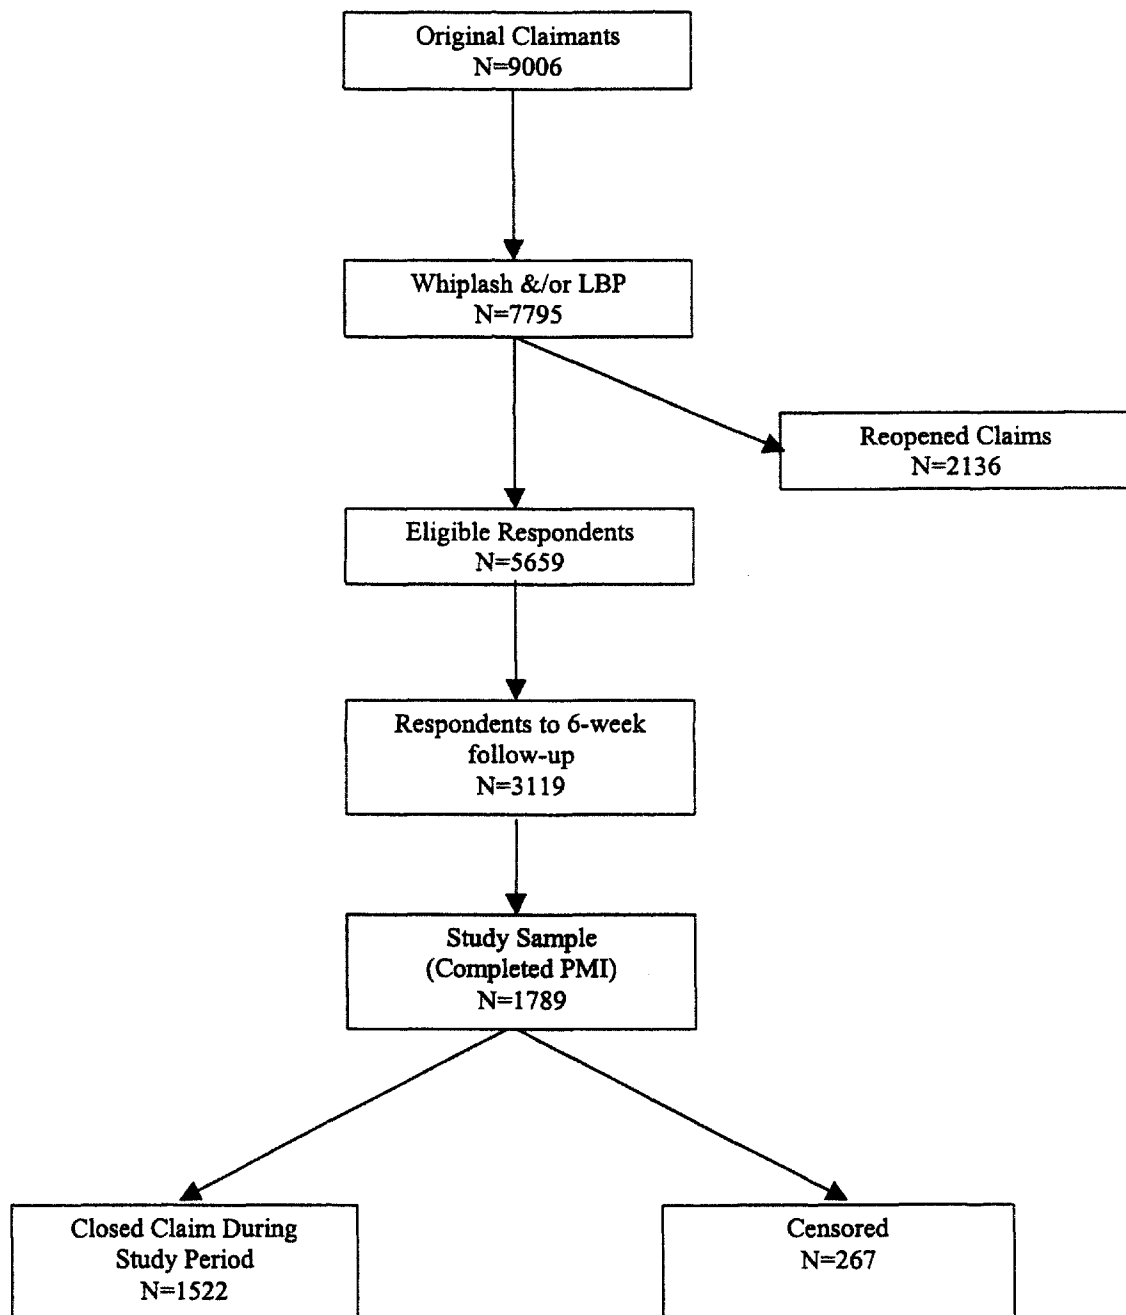 Original Claimants
N=9006
Whiplash &/or LBP
N=7795
Reopened Claims
N=2136
Eligible Respondents
N=5659
Respondents to 6-week
follow-up
N=3119
Study Sample
(Completed PMI)
N=1789
Closed Claim During
Study Period
N=1522
Censored
N=267